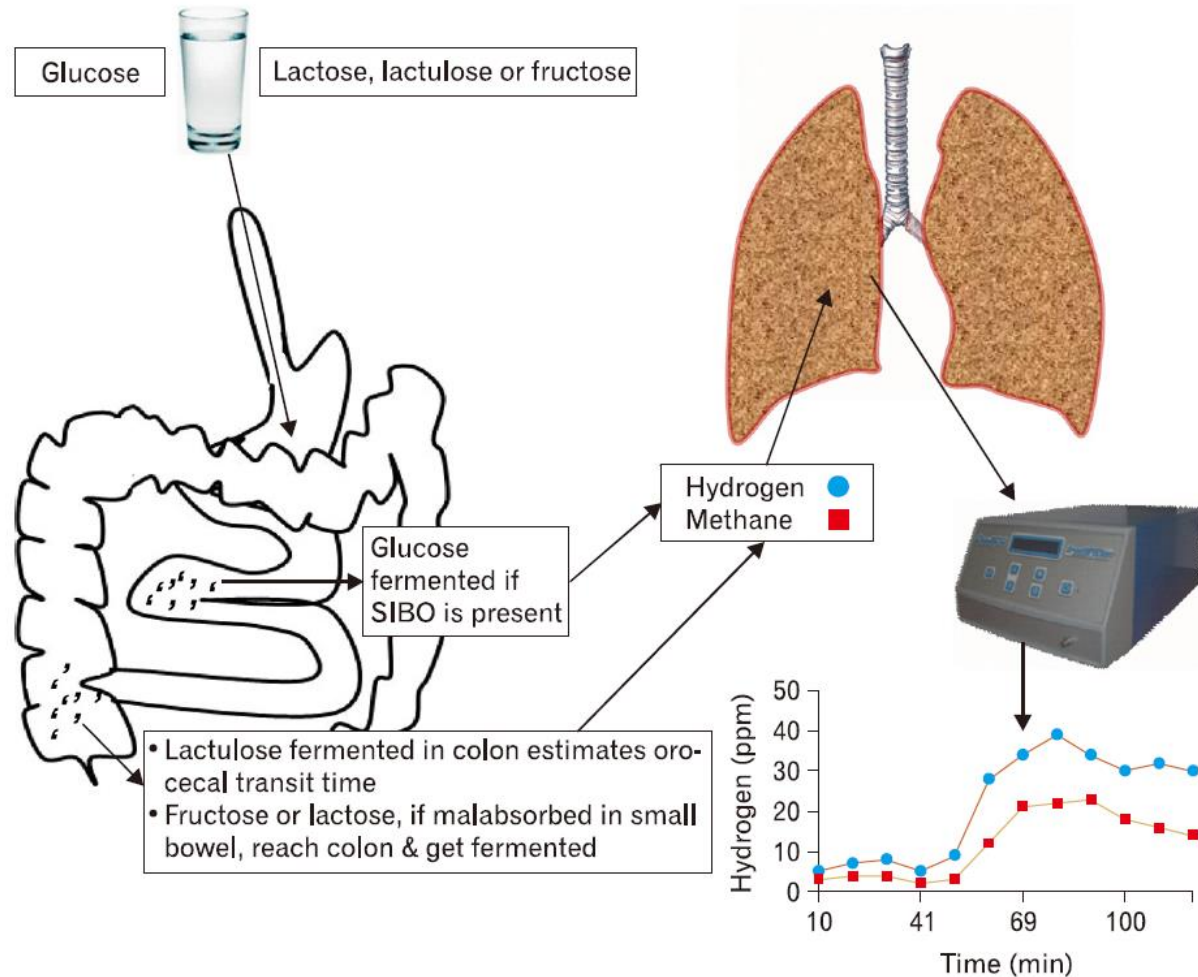 Glucose
Lactose, lactulose or fructose
Hydrogen
Methane
Glucose
fermented if
SIBO is present
• Lactulose fermented in colon estimates oro-
cecal transit time
• Fructose or lactose, if malabsorbed in small
bowel, reach colon & get fermented
Hydrogen (ppm)
50
40
30
20
10
0
10 41 69 100
Time (min)